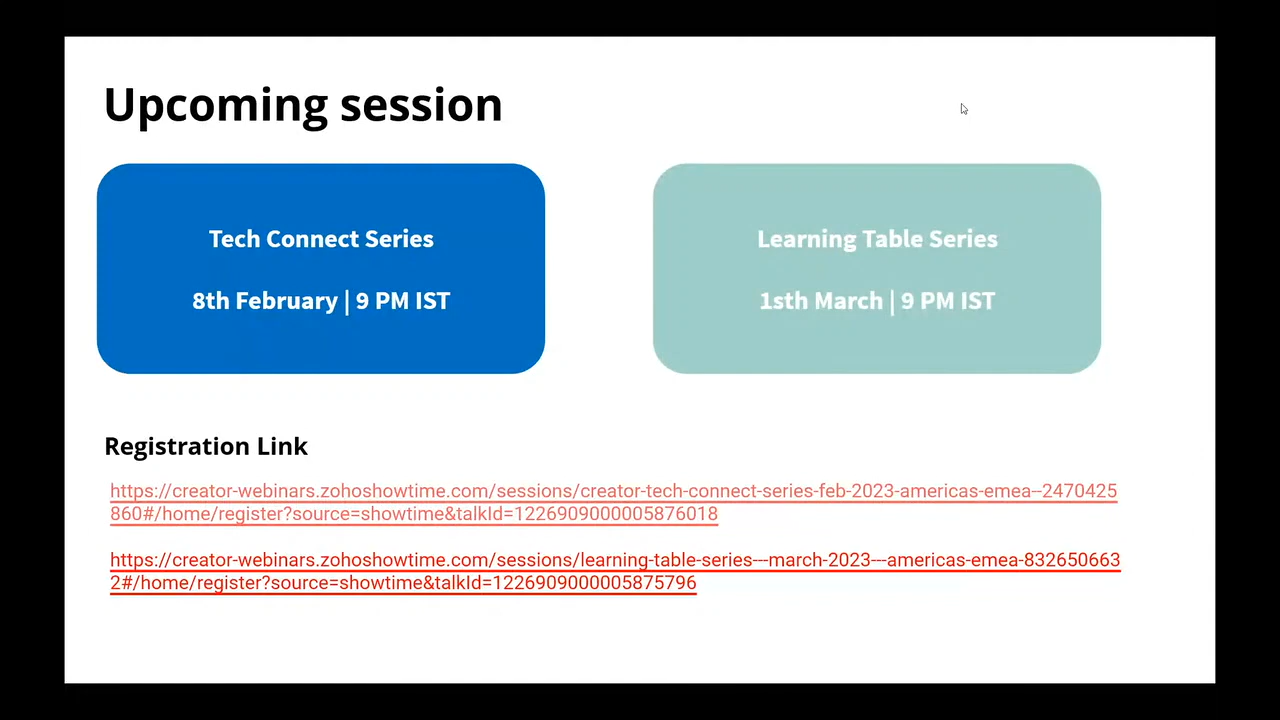 Upcoming session
Tech Connect Series
8th February | 9 PM IST
Learning Table Series
1sth March | 9 PM IST
Registration Link
https://creator-webinars.zohoshowtime.com/sessions/creator-tech-connect-series-feb-2023-americas-emea--2470425
860#/home/register?source=showtime&talkId=1226909000005876018
https://creator-webinars.zohoshowtime.com/sessions/learning-table-series---march-2023---americas-emea-832650663
2#/home/register?source=showtime&talkId=1226909000005875796